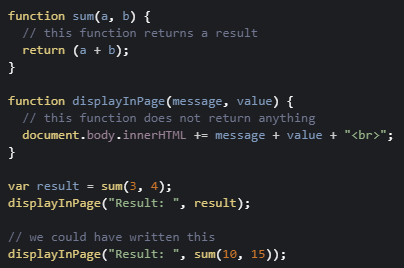 function sum(a, b) {
  // this function returns a result
  return (a + b);
}

function displayInPage(message, value) {
  // this function does not return anything
  document.body.innerHTML += message + value + "<br>";
}

var result = sum(3, 4);
displayInPage("Result: ", result);

// we could have written this
displayInPage("Result: ", sum(10, 15));